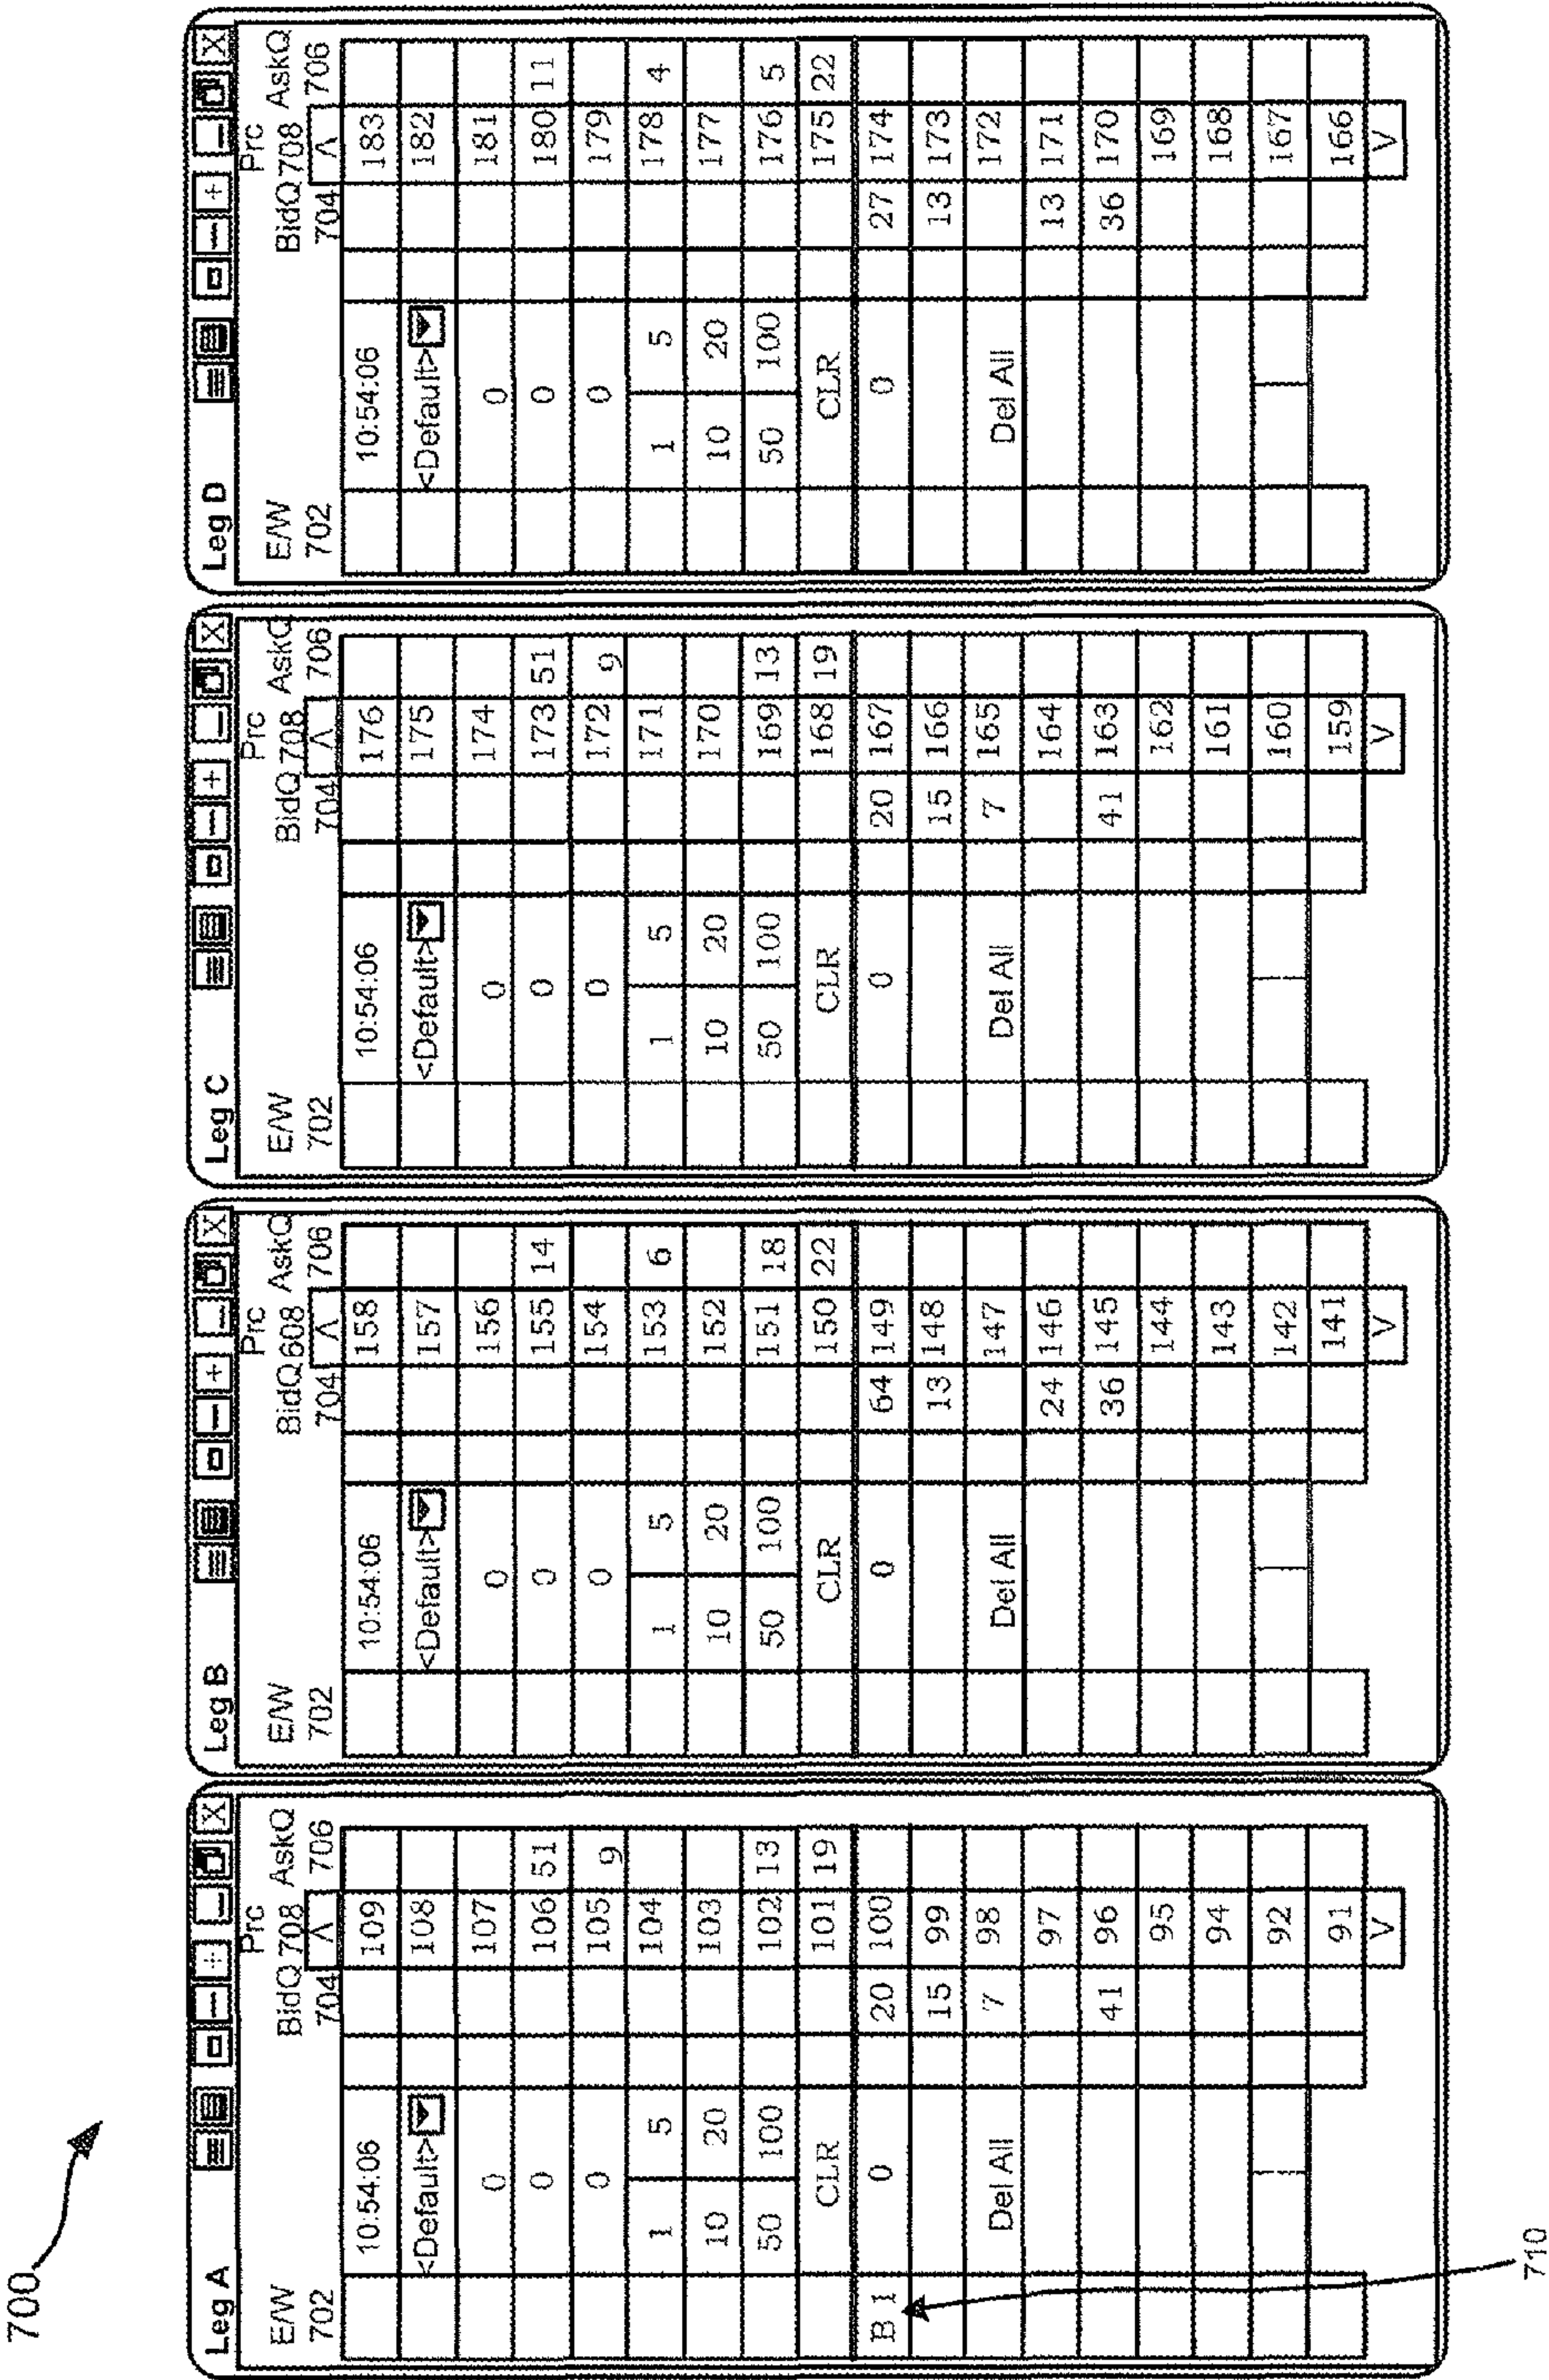 700
Leg A X
Prc
E/W BidQ 708 AskQ
702 704 Λ 706
10:54:06 109
<Default> 108
0 107
0 106 51
0 105 9
1 5 104
10 20 103
50 100 102 13
CLR 101 19
B 1 0 20 100
15 99
Del All 7 98
97
41 96
95
94
92
91
V
710
Leg B X
Prc
E/W BidQ 608 AskQ
702 704 Λ 706
10:54:06 158
<Default> 157
0 156
0 155 14
0 154
1 5 153 6
10 20 152
50 100 151 18
CLR 150 22
0 64 149
13 148
Del All 147
24 146
36 145
144
143
142
141
V
Leg C X
Prc
E/W BidQ 708 AskQ
702 704 Λ 706
10:54:06 176
<Default> 175
0 174
0 173 51
0 172 9
1 5 171
10 20 170
50 100 169 13
CLR 168 19
0 20 167
15 166
Del All 7 165
164
41 163
162
161
160
159
V
Leg D X
Prc
E/W BidQ 708 AskQ
702 704 Λ 706
10:54:06 183
<Default> 182
0 181
0 180 11
0 179
1 5 178 4
10 20 177
50 100 176 5
CLR 175 22
0 27 174
13 173
Del All 172
13 171
36 170
169
168
167
166
V